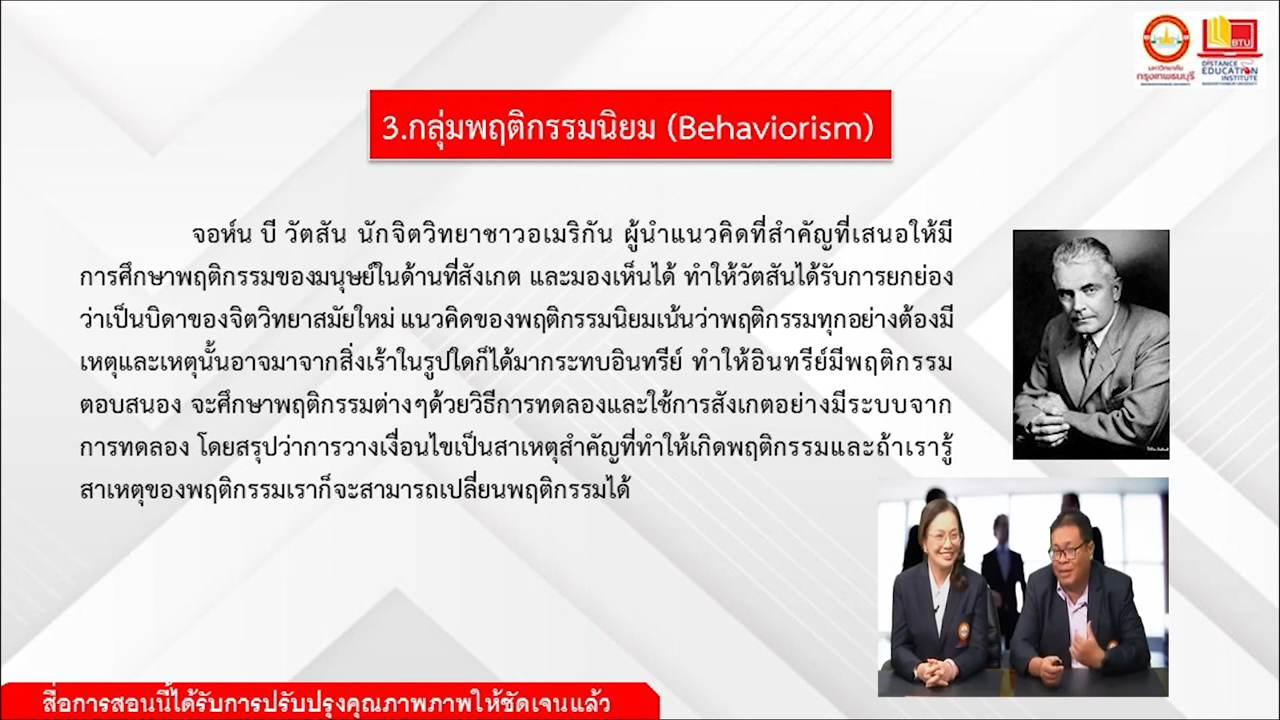 มหาวิทยาลัย
กรุงเทพธนบุรี
BTU
DISTANCE
EDUCATION
INSTITUTE
3.กลุ่มพฤติกรรมนิยม (Behaviorism)
จอห์น บี วัตสัน นักจิตวิทยาชาวอเมริกัน ผู้นำแนวคิดที่สำคัญที่เสนอให้มี
การศึกษาพฤติกรรมของมนุษย์ในด้านที่สังเกต และมองเห็นได้ ทำให้วัตสันได้รับการยกย่อง
ว่าเป็นบิดาของจิตวิทยาสมัยใหม่ แนวคิดของพฤติกรรมนิยมเน้นว่าพฤติกรรมทุกอย่างต้องมี
เหตุและเหตุนั้นอาจมาจากสิ่งเร้าในรูปใดก็ได้มากระทบอินทรีย์ ทำให้อินทรีย์มีพฤติกรรม
ตอบสนอง จะศึกษาพฤติกรรมต่างๆด้วยวิธีการทดลองและใช้การสังเกตอย่างมีระบบจาก
การทดลอง โดยสรุปว่าการวางเงื่อนไขเป็นสาเหตุสำคัญที่ทำให้เกิดพฤติกรรมและถ้าเรารู้
สาเหตุของพฤติกรรมเราก็จะสามารถเปลี่ยนพฤติกรรมได้
สื่อการสอนนี้ได้รับการปรับปรุงคุณภาพภาพให้ชัดเจนแล้ว